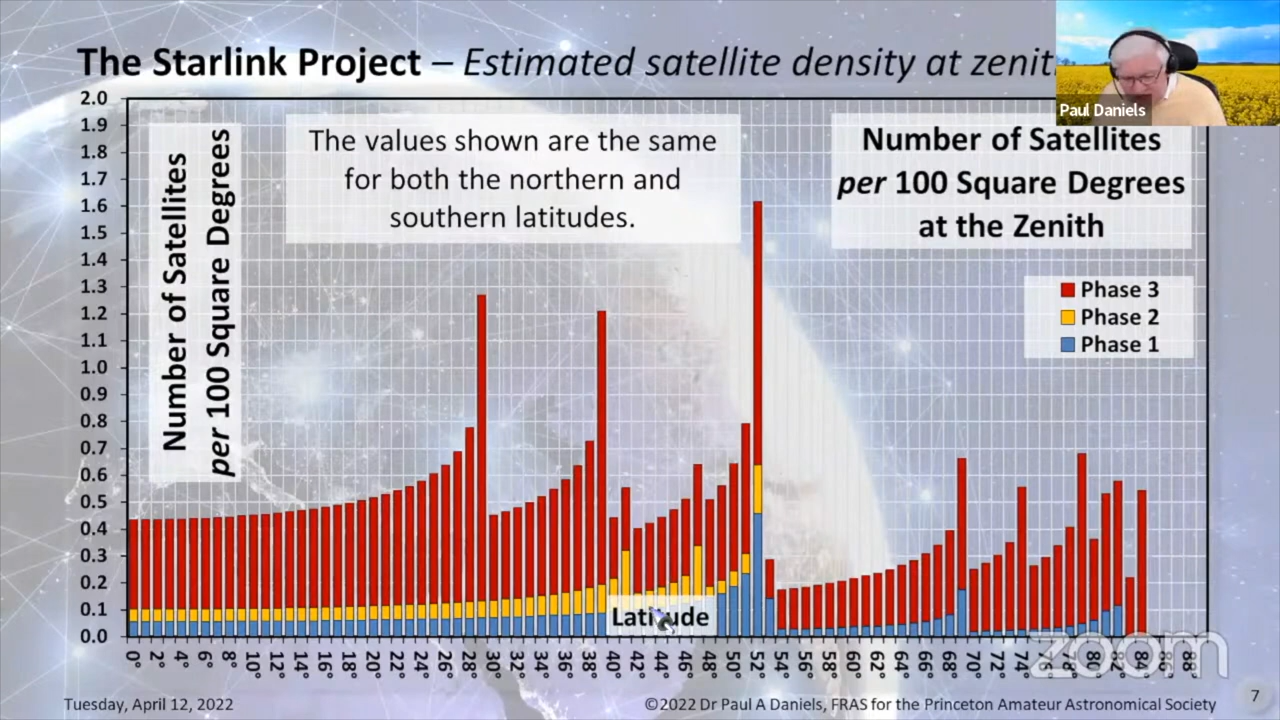 The Starlink Project – Estimated satellite density at zenit
Paul Daniels
2.0
1.9
1.8
1.7
1.6
1.5
1.4
1.3
1.2
1.1
1.0
0.9
0.8
0.7
0.6
0.5
0.4
0.3
0.2
0.1
0.0
Number of Satellites
per 100 Square Degrees
The values shown are the same
for both the northern and
southern latitudes.
Number of Satellites
per 100 Square Degrees
at the Zenith
Phase 3
Phase 2
Phase 1
Latitude
0° 2° 4° 6° 8° 10° 12° 14° 16° 18° 20° 22° 24° 26° 28° 30° 32° 34° 36° 38° 40° 42° 44° 46° 48° 50° 52° 54° 56° 58° 60° 62° 64° 66° 68° 70° 72° 74° 76° 78° 80° 82° 84° 86° 88°
zoom
Tuesday, April 12, 2022
©2022 Dr Paul A Daniels, FRAS for the Princeton Amateur Astronomical Society
7